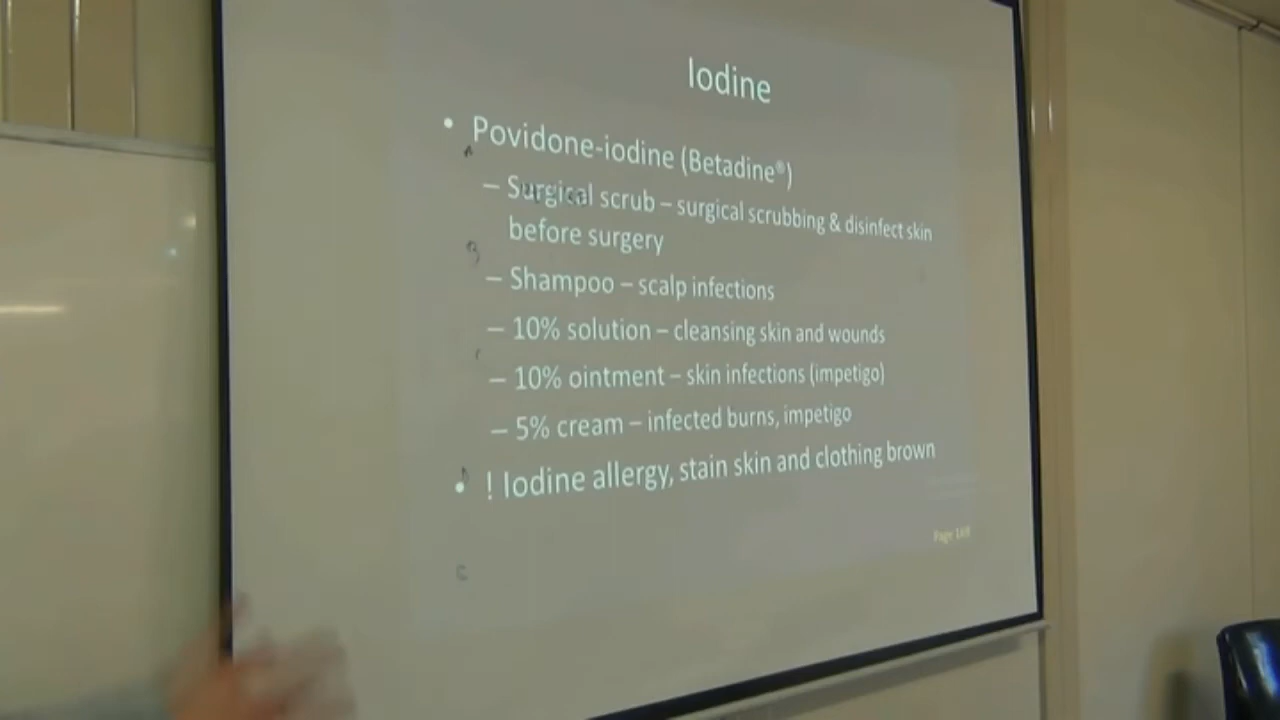 Iodine
• Povidone-iodine (Betadine®)
– Surgical scrub – surgical scrubbing & disinfect skin
before surgery
– Shampoo – scalp infections
– 10% solution – cleansing skin and wounds
– 10% ointment – skin infections (impetigo)
– 5% cream – infected burns, impetigo
• ! Iodine allergy, stain skin and clothing brown
Page